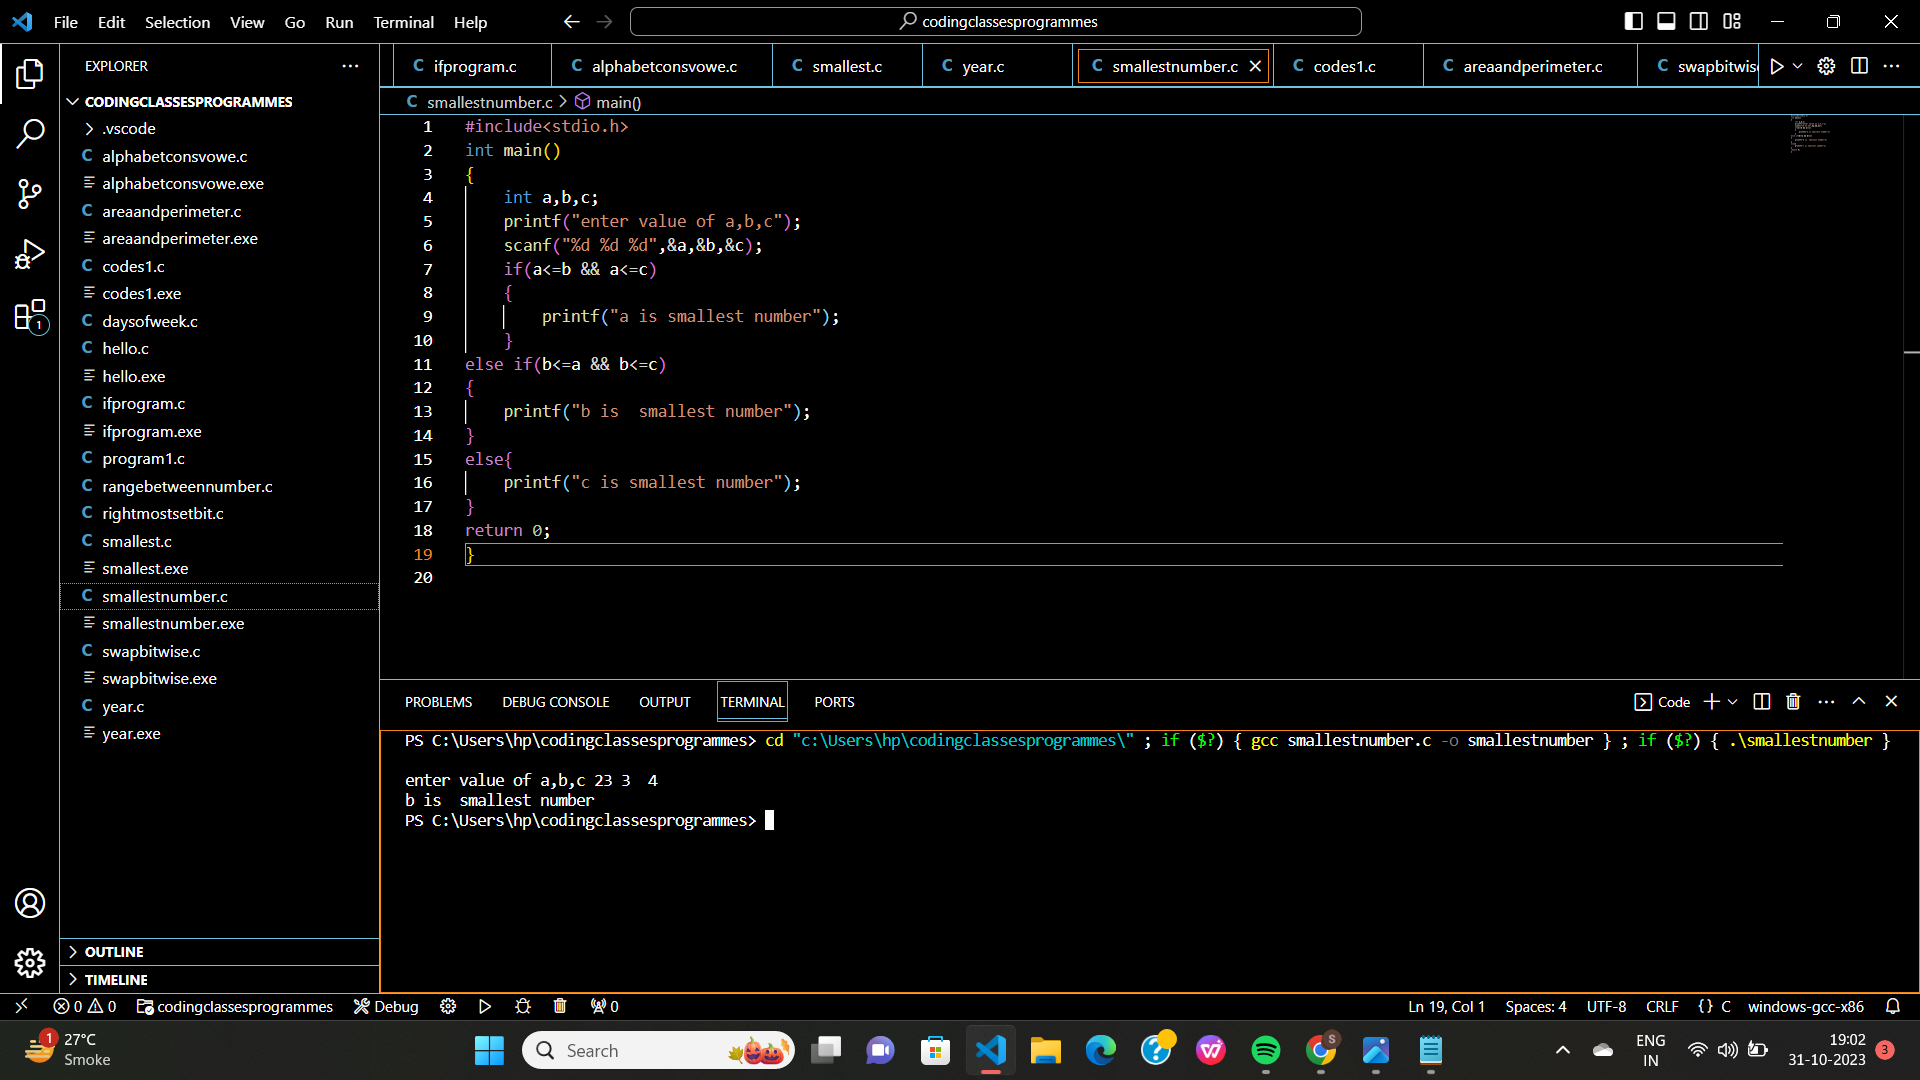 File Edit Selection View Go Run Terminal Help
codingclassesprogrammes
EXPLORER
ifprogram.c
alphabetconsvowe.c
smallest.c
year.c
smallestnumber.c
codes1.c
areaandperimeter.c
swapbitwise
CODINGCLASSESPROGRAMMES
.vscode
alphabetconsvowe.c
alphabetconsvowe.exe
areaandperimeter.c
areaandperimeter.exe
codes1.c
codes1.exe
daysofweek.c
hello.c
hello.exe
ifprogram.c
ifprogram.exe
program1.c
rangebetweennumber.c
rightmostsetbit.c
smallest.c
smallest.exe
smallestnumber.c
smallestnumber.exe
swapbitwise.c
swapbitwise.exe
year.c
year.exe
OUTLINE
TIMELINE
smallestnumber.c > main()
1 #include<stdio.h>
2 int main()
3 {
4 int a,b,c;
5 printf("enter value of a,b,c");
6 scanf("%d %d %d",&a,&b,&c);
7 if(a<=b && a<=c)
8 {
9 printf("a is smallest number");
10 }
11 else if(b<=a && b<=c)
12 {
13 printf("b is  smallest number");
14 }
15 else{
16 printf("c is smallest number");
17 }
18 return 0;
19 }
20
PROBLEMS DEBUG CONSOLE OUTPUT TERMINAL PORTS
Code
PS C:\Users\hp\codingclassesprogrammes> cd "c:\Users\hp\codingclassesprogrammes\" ; if ($?) { gcc smallestnumber.c -o smallestnumber } ; if ($?) { .\smallestnumber }
enter value of a,b,c 23 3  4
b is  smallest number
PS C:\Users\hp\codingclassesprogrammes>
0 0 codingclassesprogrammes Debug 0
Ln 19, Col 1 Spaces: 4 UTF-8 CRLF {} C windows-gcc-x86
1
27°C
Smoke
Search
S
ENG
IN
19:02
31-10-2023
3